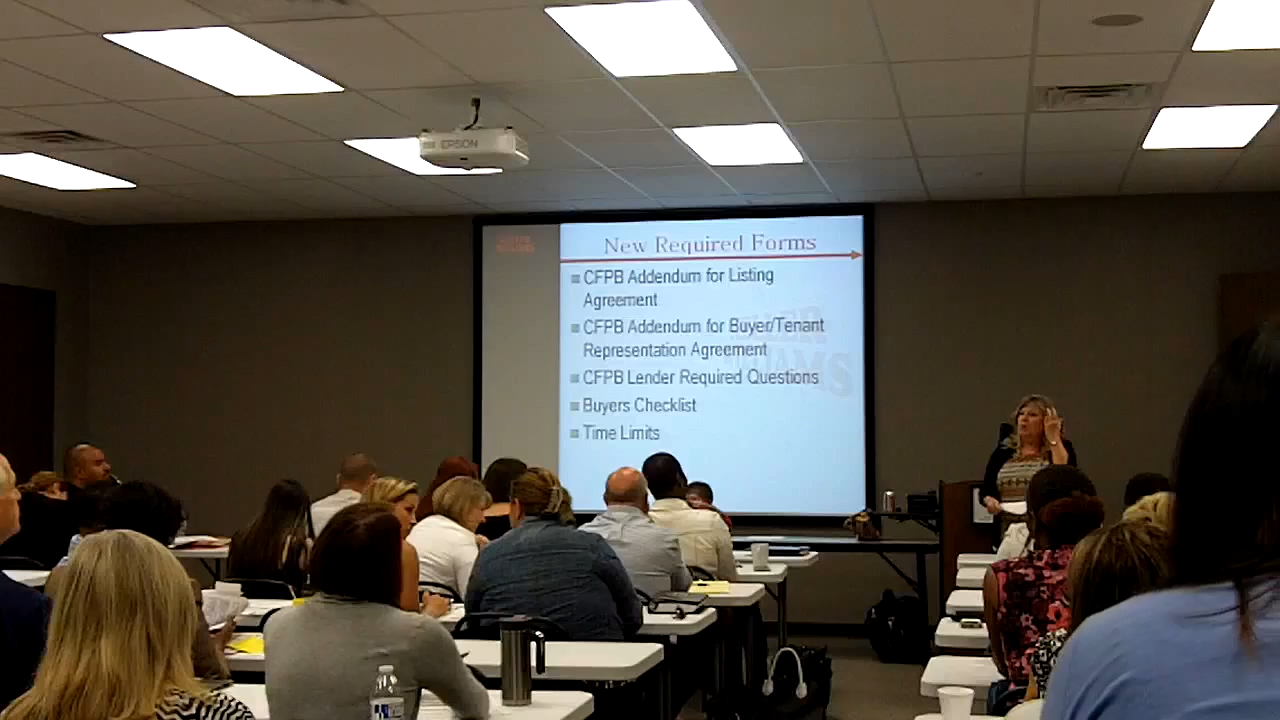 EPSON
New Required Forms
CFPB Addendum for Listing
Agreement
CFPB Addendum for Buyer/Tenant
Representation Agreement
CFPB Lender Required Questions
Buyers Checklist
Time Limits